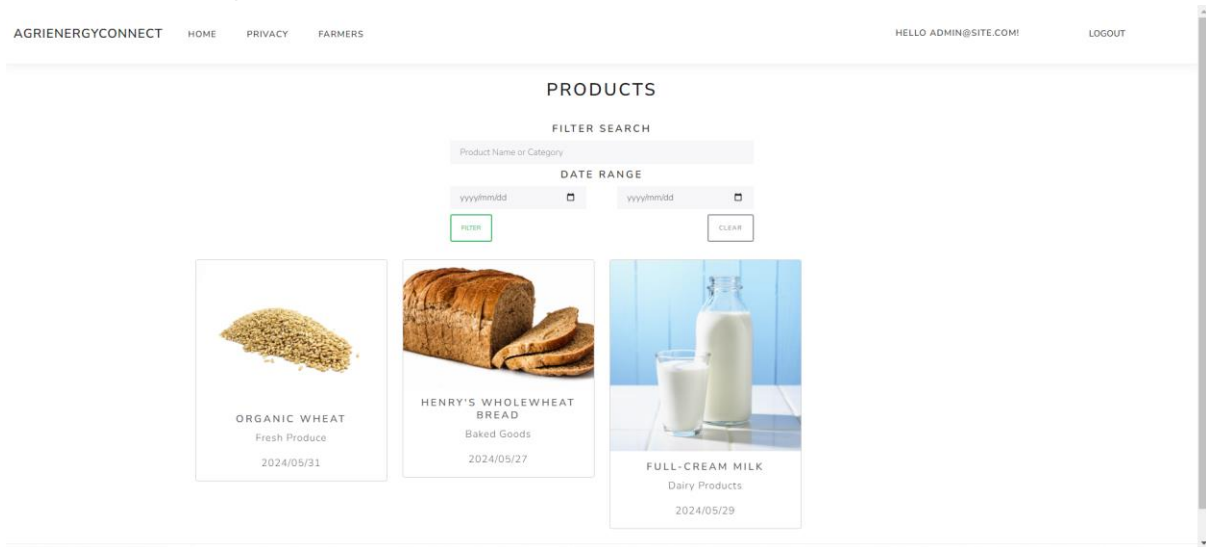 AGRIENERGYCONNECT HOME PRIVACY FARMERS HELLO ADMIN@SITE.COM! LOGOUT
PRODUCTS
FILTER SEARCH
Product Name or Category
DATE RANGE
yyyy/mm/dd yyyy/mm/dd
FILTER CLEAR
ORGANIC WHEAT
Fresh Produce
2024/05/31
HENRY'S WHOLEWHEAT
BREAD
Baked Goods
2024/05/27
FULL-CREAM MILK
Dairy Products
2024/05/29